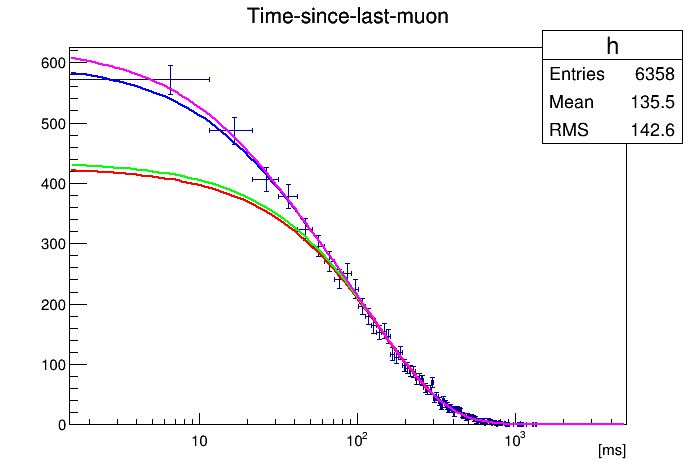 Time-since-last-muon
h
Entries 6358
Mean 135.5
RMS 142.6
600
500
400
300
200
100
0
10 10² 10³
[ms]